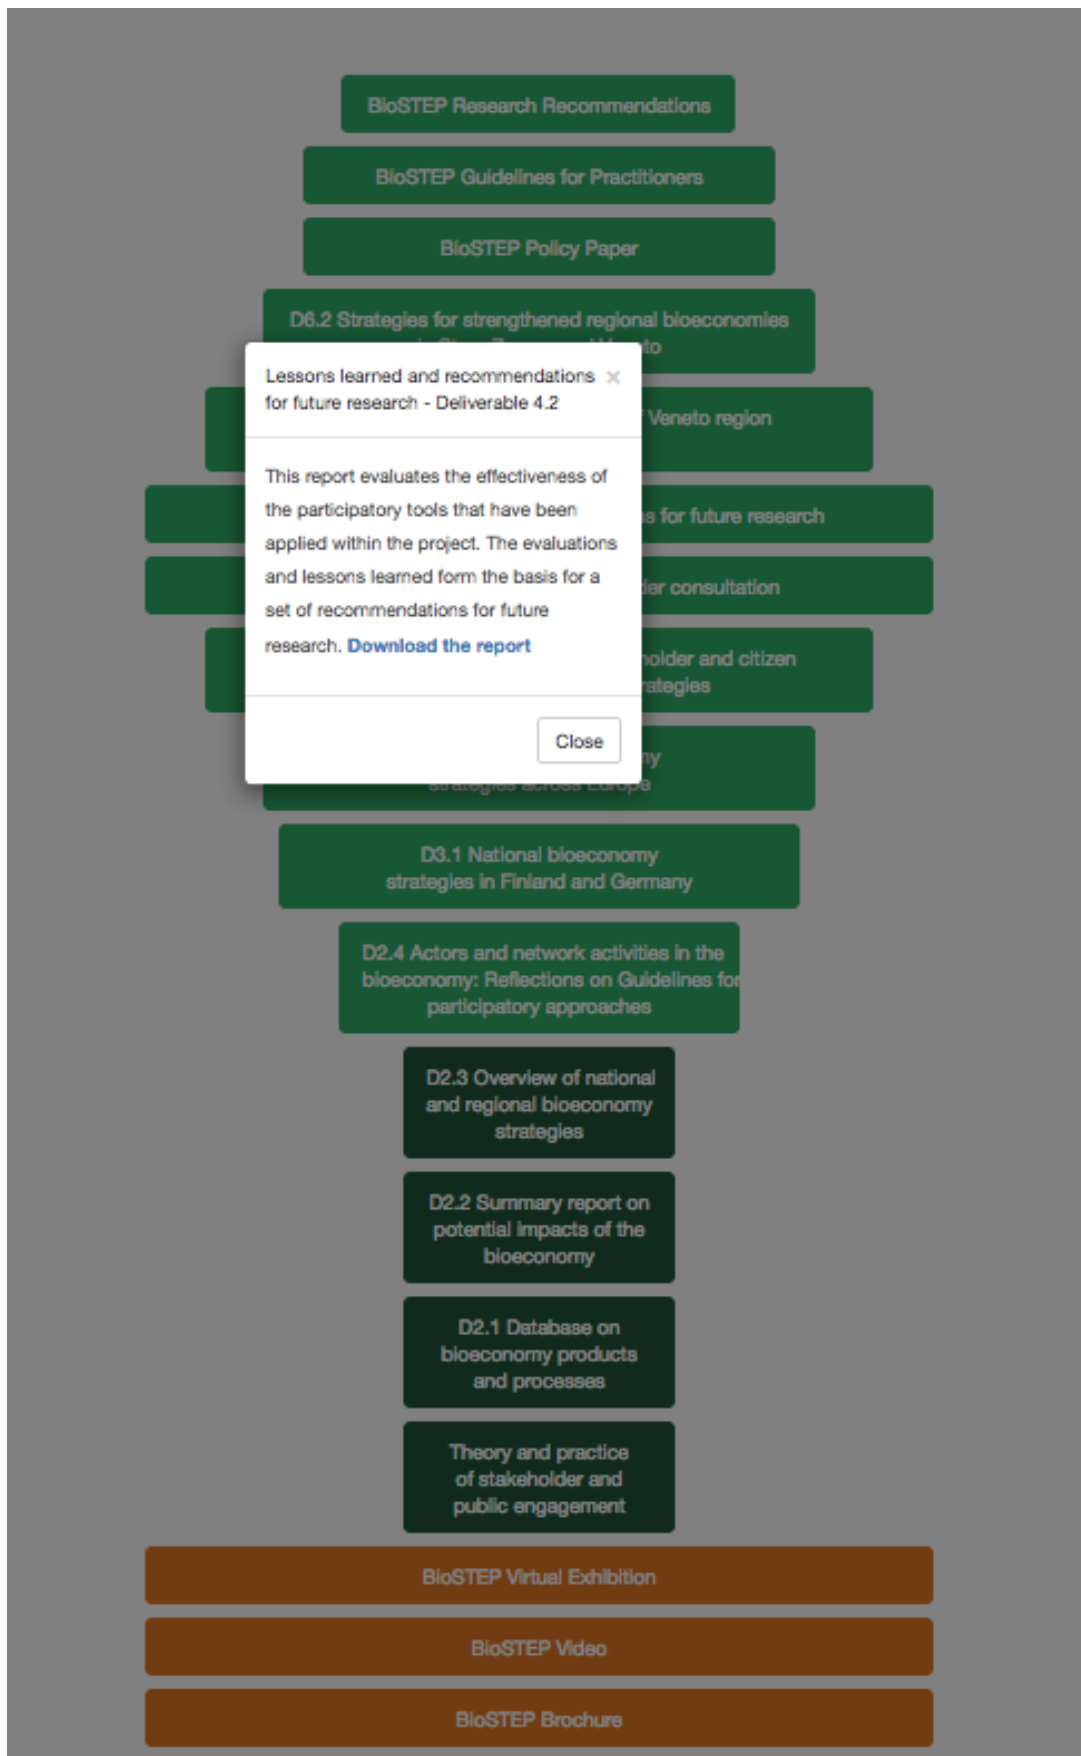 BioSTEP Research Recommendations
BioSTEP Guidelines for Practitioners
BioSTEP Policy Paper
D6.2 Strategies for strengthened regional bioeconomies
Lessons learned and recommendations ×
for future research - Deliverable 4.2
Veneto region
This report evaluates the effectiveness of
the participatory tools that have been
for future research
applied within the project. The evaluations
and lessons learned form the basis for a
consultation
set of recommendations for future
research. Download the report
and citizen
Close
strategies across Europe
D3.1 National bioeconomy
strategies in Finland and Germany
D2.4 Actors and network activities in the
bioeconomy: Reflections on Guidelines for
participatory approaches
D2.3 Overview of national
and regional bioeconomy
strategies
D2.2 Summary report on
potential impacts of the
bioeconomy
D2.1 Database on
bioeconomy products
and processes
Theory and practice
of stakeholder and
public engagement
BioSTEP Virtual Exhibition
BioSTEP Video
BioSTEP Brochure